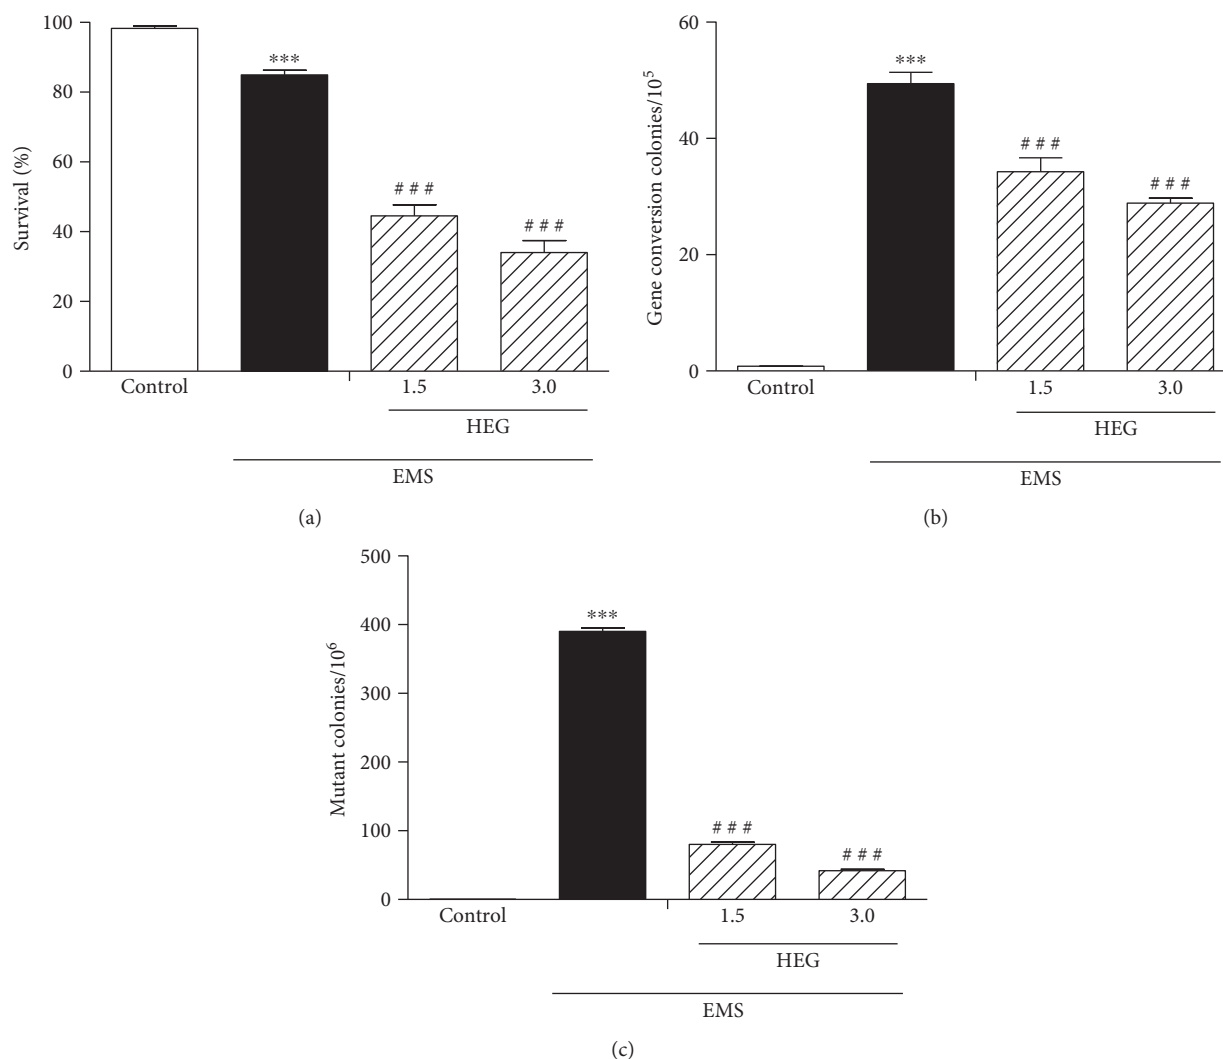 100
80
60
40
20
0
Survival (%)
***
# # #
# # #
Control
1.5
3.0
HEG
EMS
(a)
60
40
20
0
Gene conversion colonies/10⁵
***
# # #
# # #
Control
1.5
3.0
HEG
EMS
(b)
500
400
300
200
100
0
Mutant colonies/10⁶
***
# # #
# # #
Control
1.5
3.0
HEG
EMS
(c)